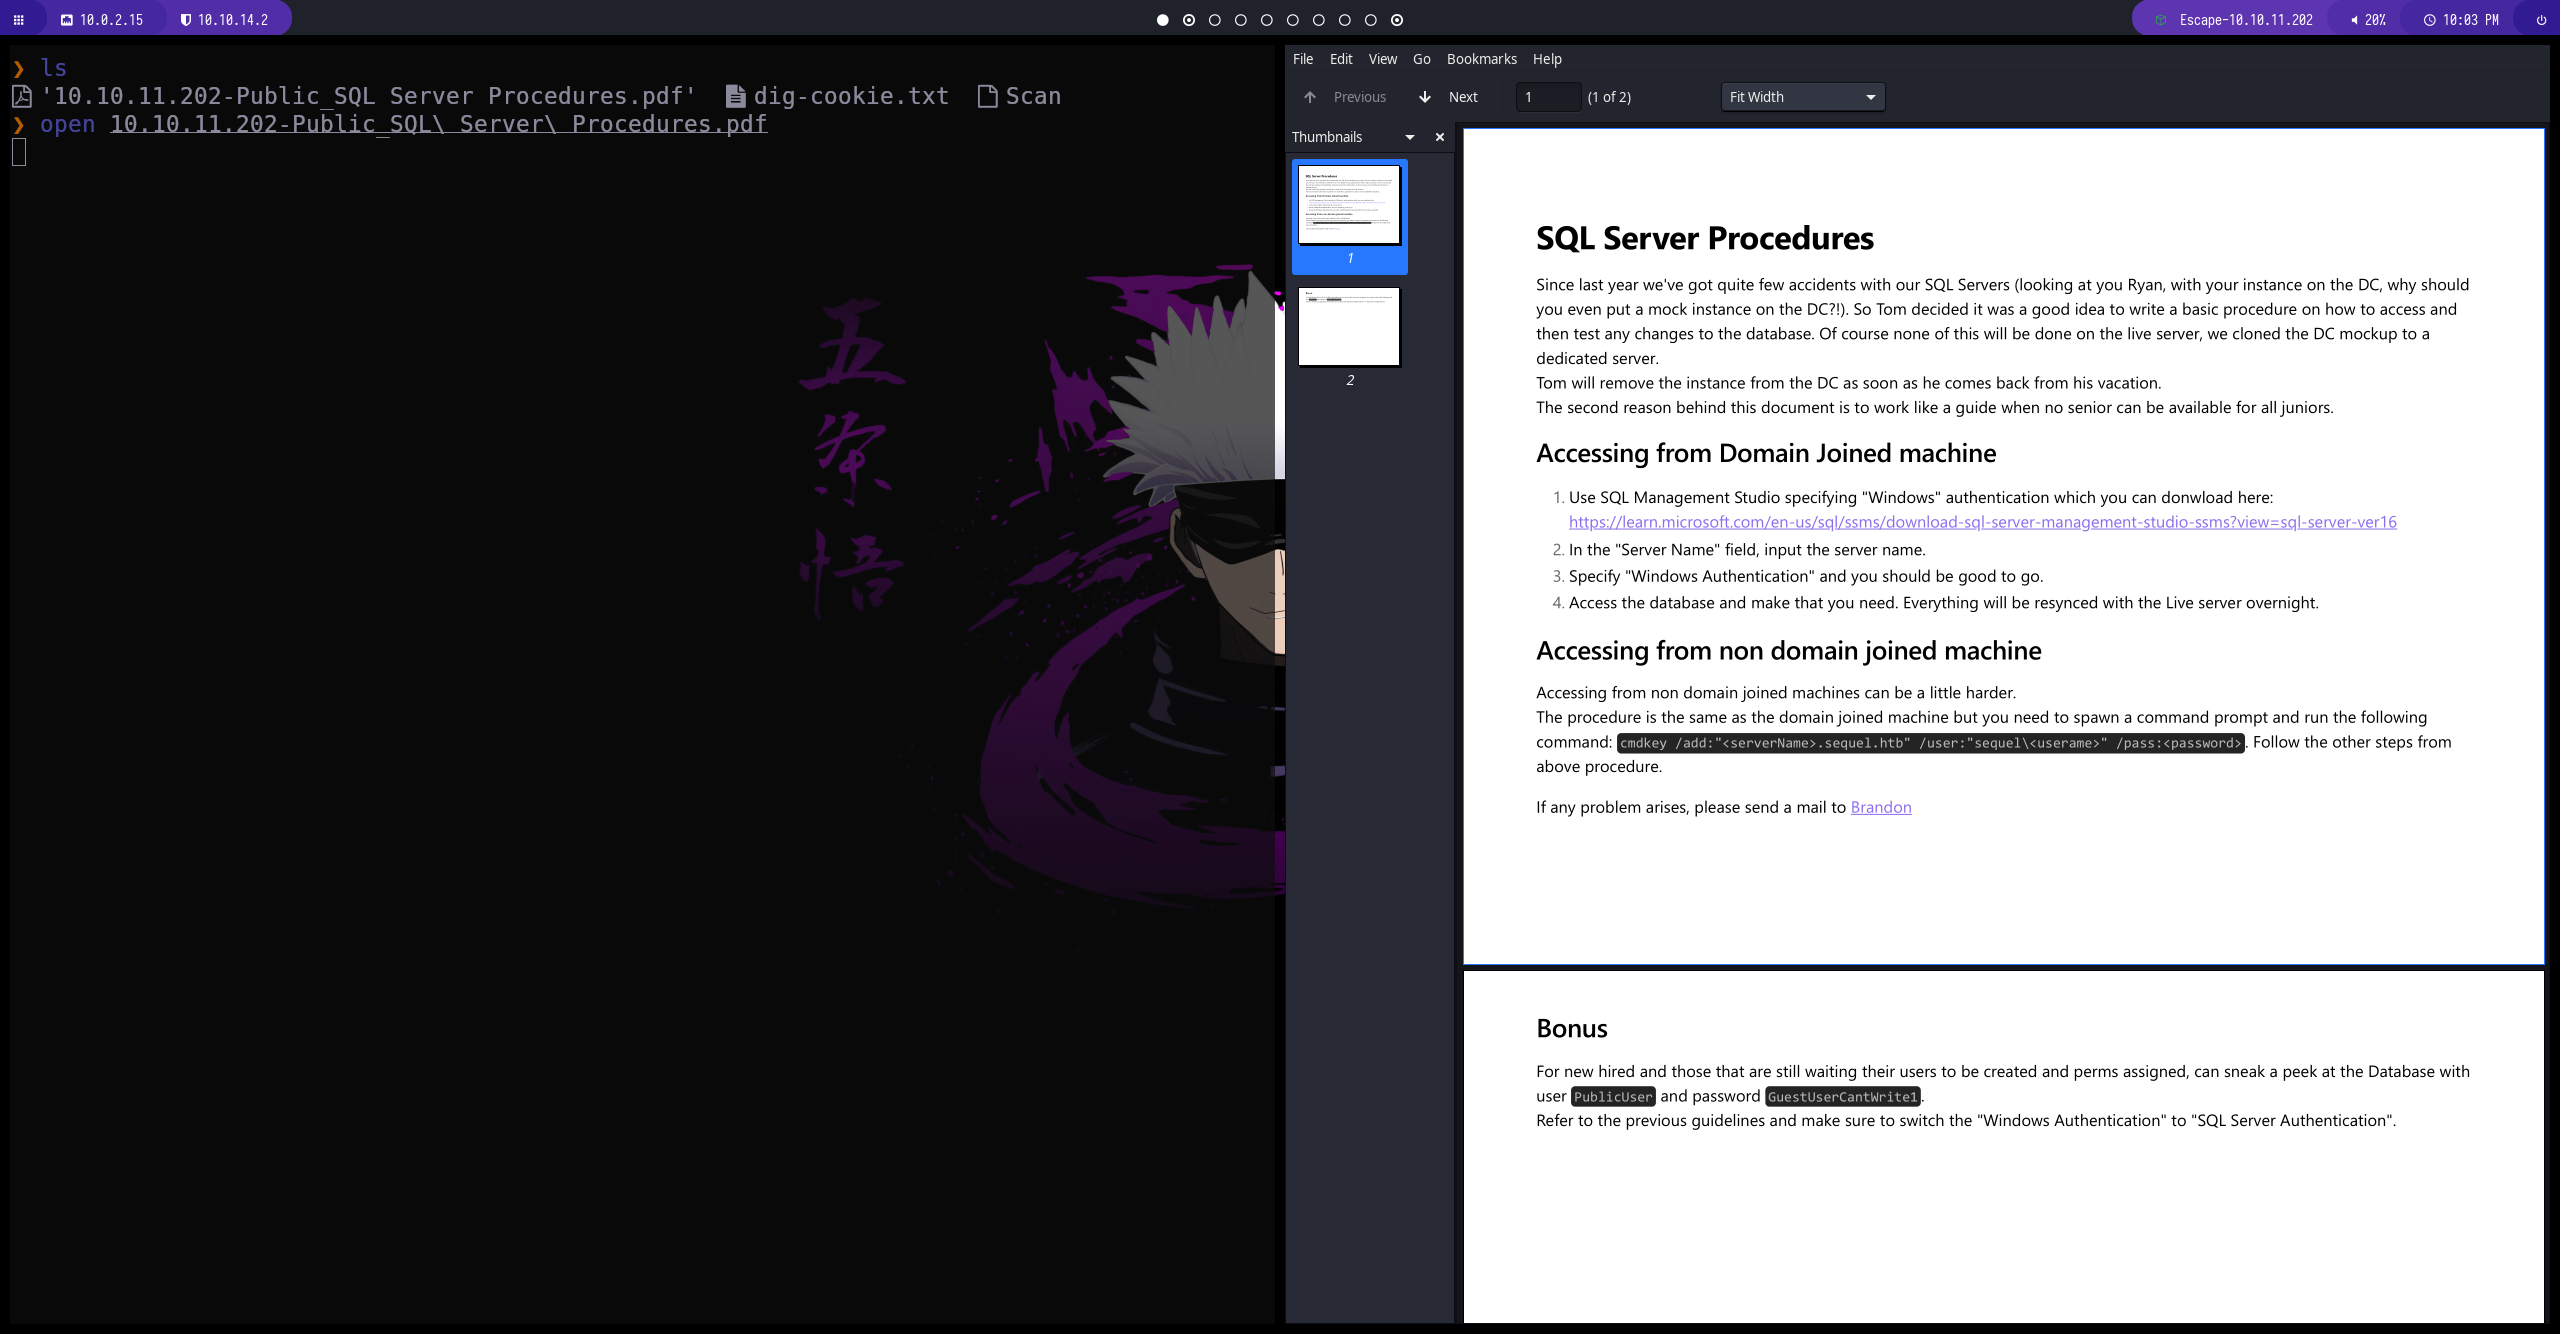 10.0.2.15 10.10.14.2 Escape-10.10.11.202 20% 10:03 PM
❯ ls
'10.10.11.202-Public_SQL Server Procedures.pdf' dig-cookie.txt Scan
❯ open 10.10.11.202-Public_SQL\ Server\ Procedures.pdf
五
条
悟
File Edit View Go Bookmarks Help
Previous Next 1 (1 of 2) Fit Width
Thumbnails
1
2
SQL Server Procedures
Since last year we've got quite few accidents with our SQL Servers (looking at you Ryan, with your instance on the DC, why should
you even put a mock instance on the DC?!). So Tom decided it was a good idea to write a basic procedure on how to access and
then test any changes to the database. Of course none of this will be done on the live server, we cloned the DC mockup to a
dedicated server.
Tom will remove the instance from the DC as soon as he comes back from his vacation.
The second reason behind this document is to work like a guide when no senior can be available for all juniors.
Accessing from Domain Joined machine
1. Use SQL Management Studio specifying "Windows" authentication which you can donwload here:
https://learn.microsoft.com/en-us/sql/ssms/download-sql-server-management-studio-ssms?view=sql-server-ver16
2. In the "Server Name" field, input the server name.
3. Specify "Windows Authentication" and you should be good to go.
4. Access the database and make that you need. Everything will be resynced with the Live server overnight.
Accessing from non domain joined machine
Accessing from non domain joined machines can be a little harder.
The procedure is the same as the domain joined machine but you need to spawn a command prompt and run the following
command: cmdkey /add:"<serverName>.sequel.htb" /user:"sequel\<userame>" /pass:<password>. Follow the other steps from
above procedure.
If any problem arises, please send a mail to Brandon
Bonus
For new hired and those that are still waiting their users to be created and perms assigned, can sneak a peek at the Database with
user PublicUser and password GuestUserCantWrite1.
Refer to the previous guidelines and make sure to switch the "Windows Authentication" to "SQL Server Authentication".